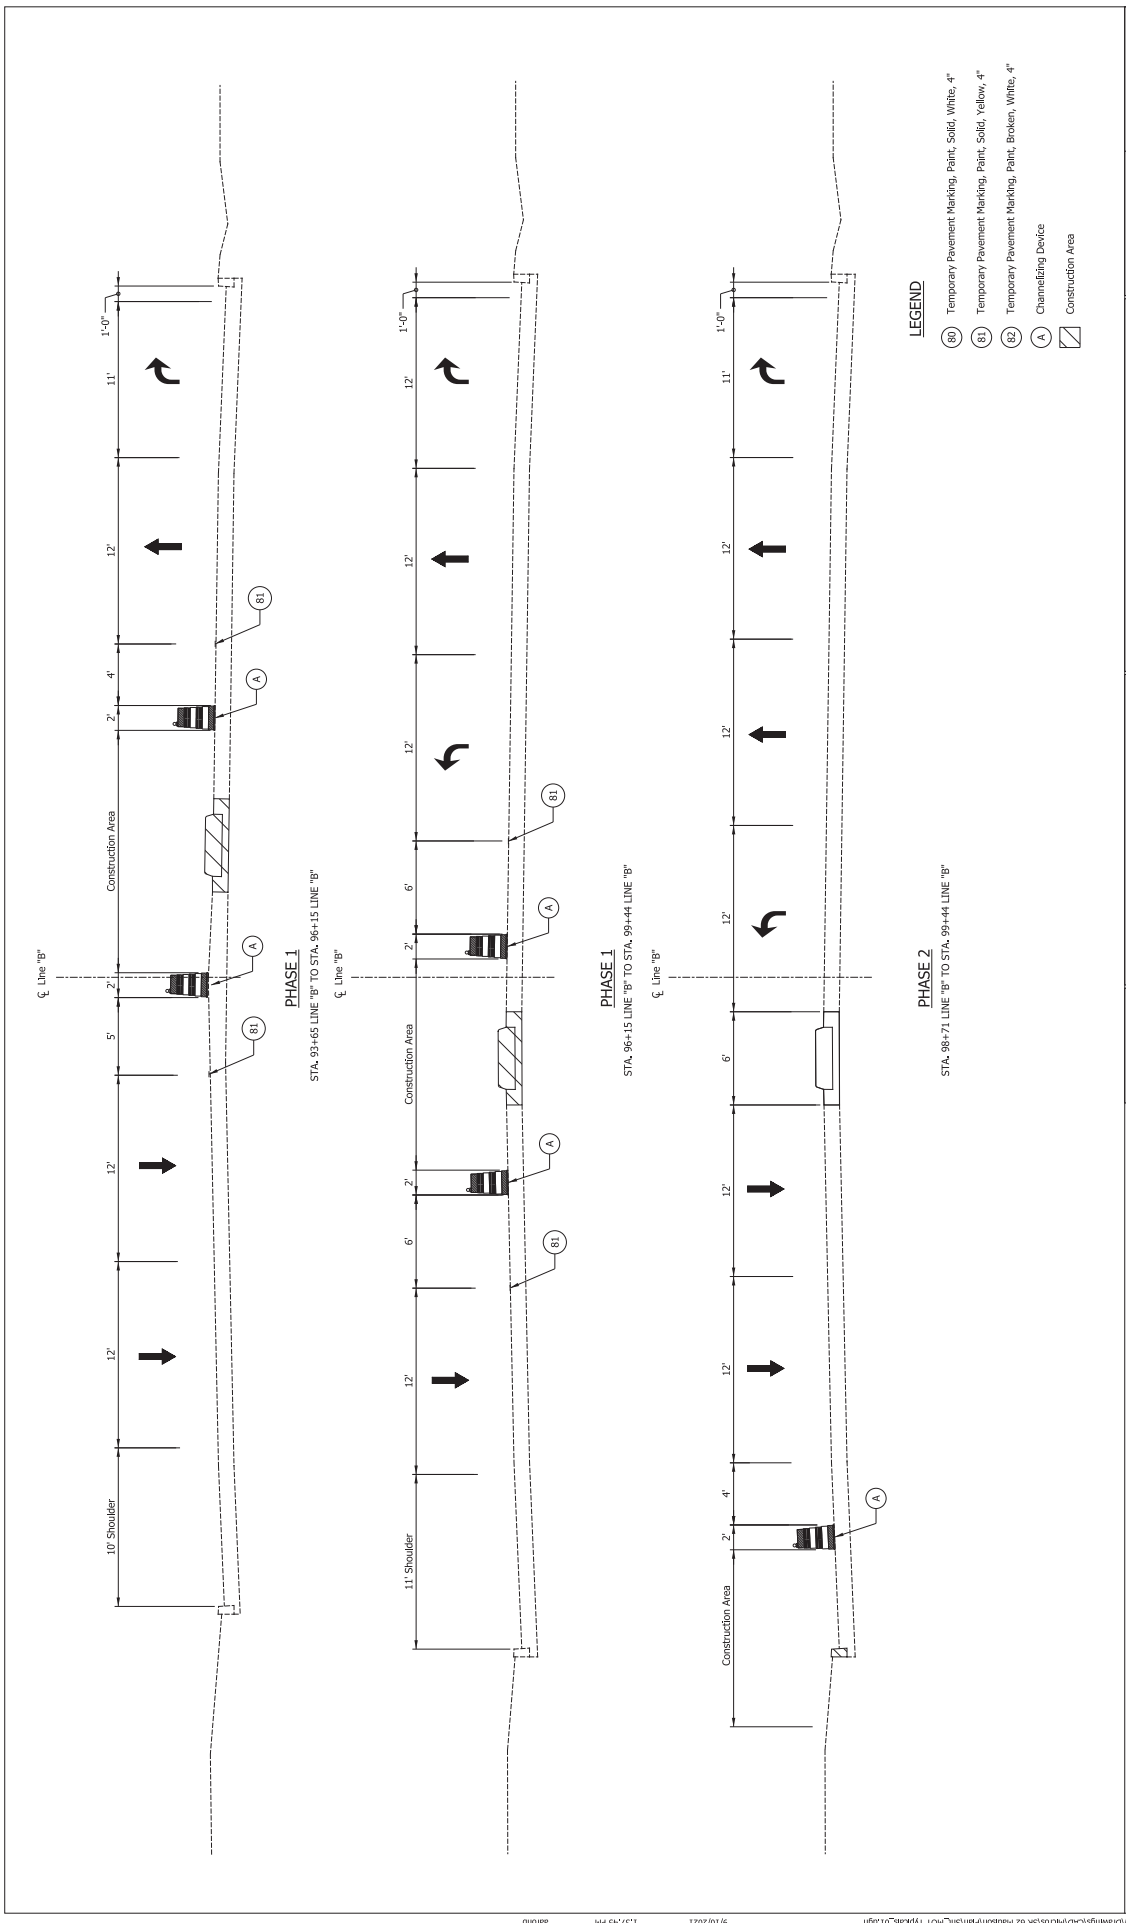 ℄ Line "B"
10' Shoulder
12'
12'
5'
2'
Construction Area
2'
4'
12'
11'
1'-0"
81
A
A
81
PHASE 1
STA. 93+65 LINE "B" TO STA. 96+15 LINE "B"
℄ Line "B"
11' Shoulder
12'
6'
2'
Construction Area
2'
6'
12'
12'
12'
1'-0"
81
A
A
81
PHASE 1
STA. 96+15 LINE "B" TO STA. 99+44 LINE "B"
℄ Line "B"
Construction Area
2'
4'
12'
12'
6'
12'
12'
12'
11'
1'-0"
A
PHASE 2
STA. 98+71 LINE "B" TO STA. 99+44 LINE "B"
LEGEND
80 Temporary Pavement Marking, Paint, Solid, White, 4"
81 Temporary Pavement Marking, Paint, Solid, Yellow, 4"
82 Temporary Pavement Marking, Paint, Broken, White, 4"
A Channelizing Device
Construction Area
9/10/2021